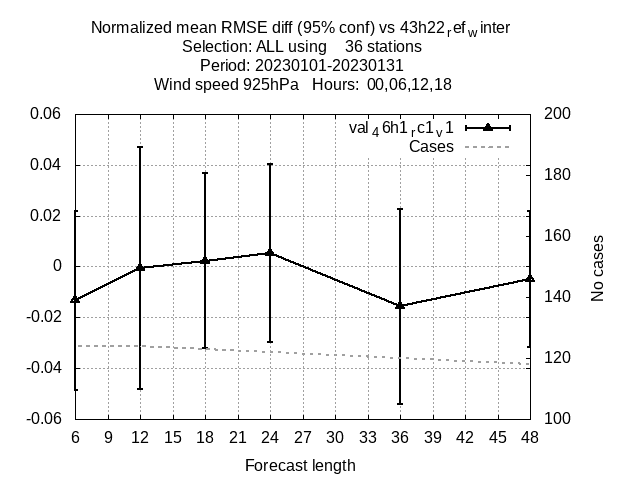 Normalized mean RMSE diff (95% conf) vs 43h22refwinter
Selection: ALL using 36 stations
Period: 20230101-20230131
Wind speed 925hPa Hours: 00,06,12,18
val46h1rc1v1
Cases
0.06
0.04
0.02
0
-0.02
-0.04
-0.06
200
180
160
140
120
100
No cases
6 9 12 15 18 21 24 27 30 33 36 39 42 45 48
Forecast length